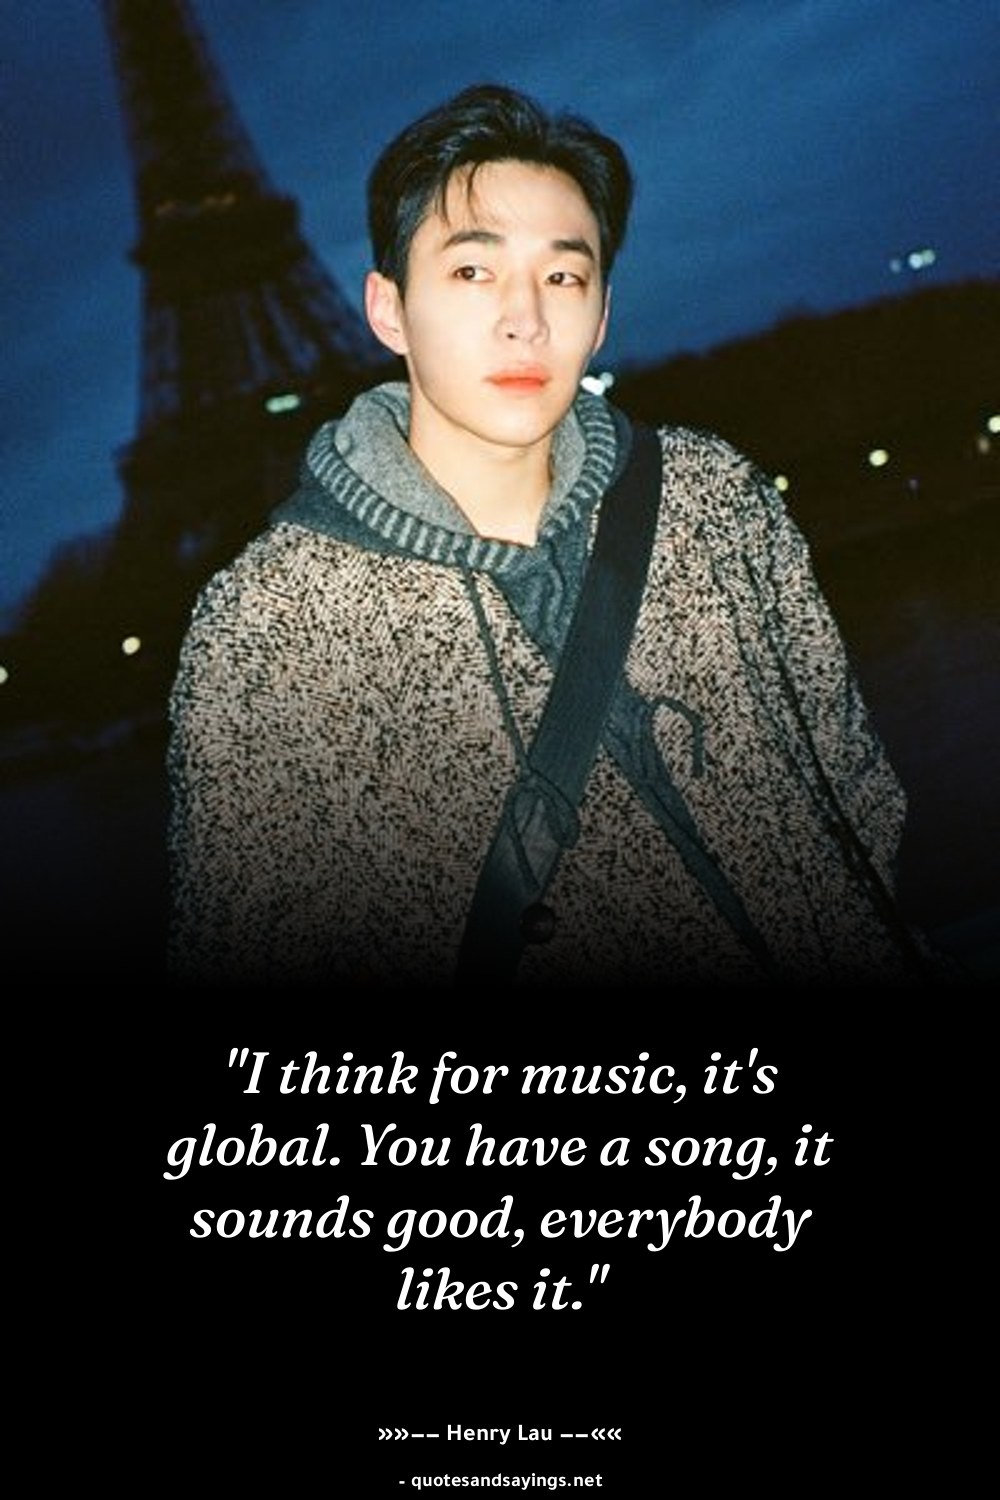 "I think for music, it's
global. You have a song, it
sounds good, everybody
likes it."
»»–– Henry Lau ––««
- quotesandsayings.net